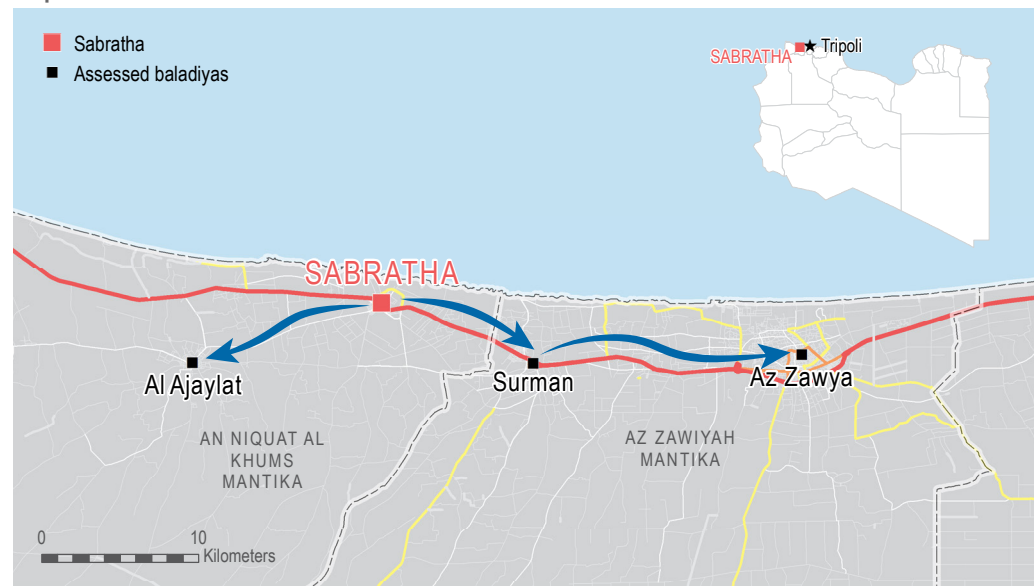 Sabratha
Assessed baladiyas
Tripoli
SABRATHA
SABRATHA
Al Ajaylat
Surman
Az Zawya
AN NIQUAT AL
KHUMS
MANTIKA
AZ ZAWIYAH
MANTIKA
0 10
Kilometers